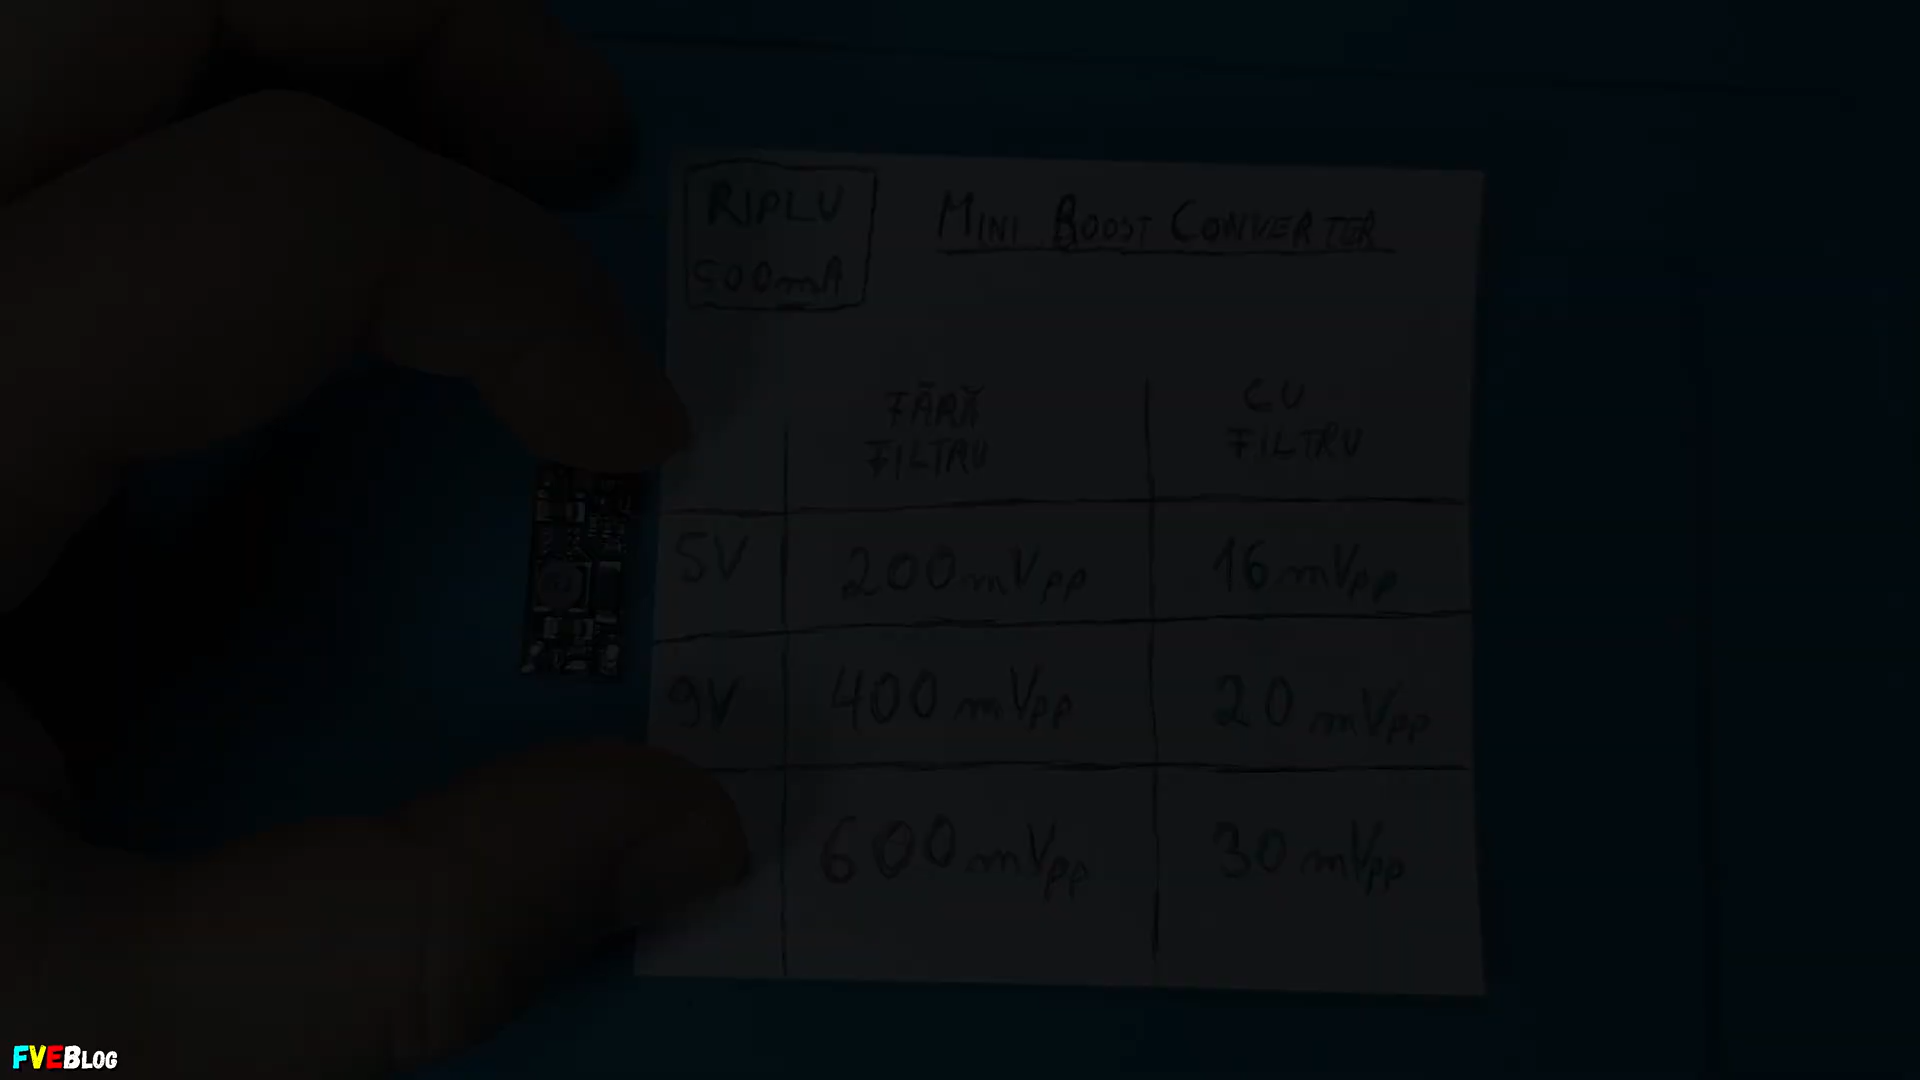 RIPLU
500mA
MINI BOOST CONVERTER
FĂRĂ
FILTRU
CU
FILTRU
5V 200mVpp 16mVpp
9V 400mVpp 20mVpp
600mVpp 30mVpp
FVEBLOG